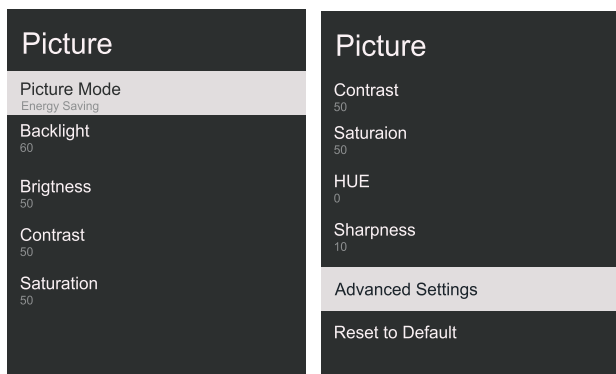 Picture
Picture Mode
Energy Saving
Backlight
60
Brigtness
50
Contrast
50
Saturation
50
Picture
Contrast
50
Saturaion
50
HUE
0
Sharpness
10
Advanced Settings
Reset to Default